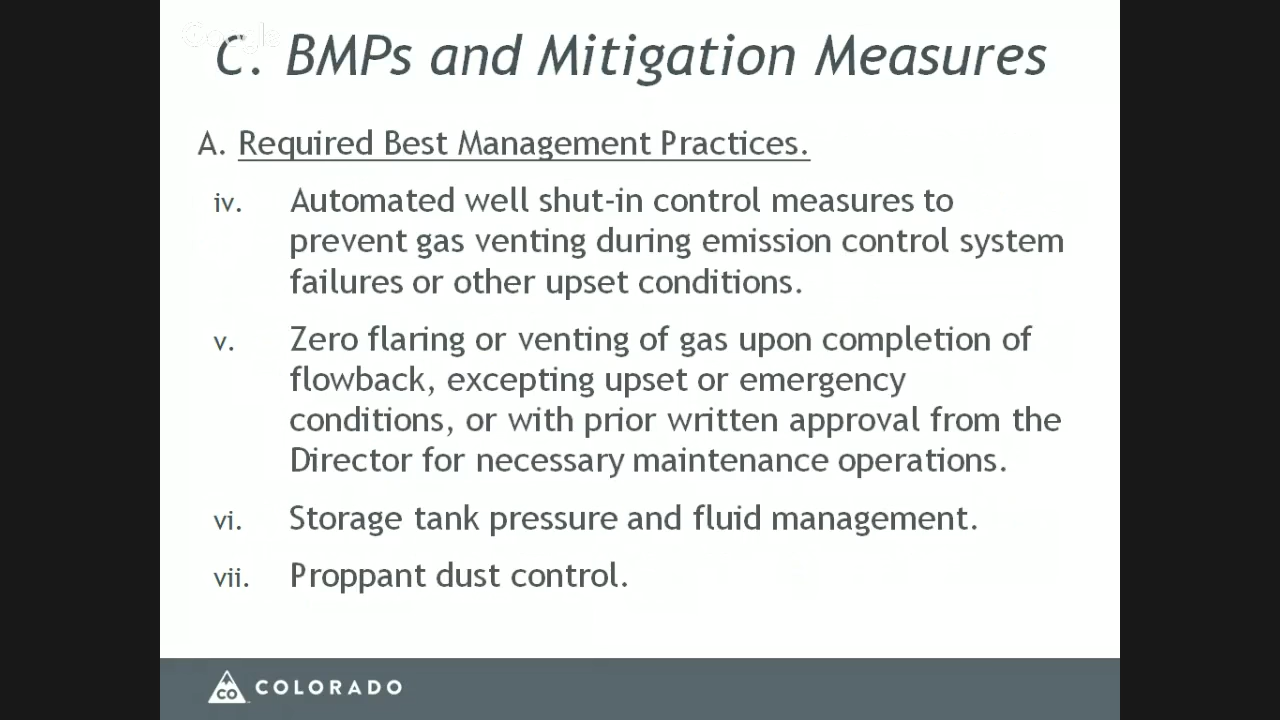 Google
C. BMPs and Mitigation Measures
A. Required Best Management Practices.
iv. Automated well shut-in control measures to
prevent gas venting during emission control system
failures or other upset conditions.
v. Zero flaring or venting of gas upon completion of
flowback, excepting upset or emergency
conditions, or with prior written approval from the
Director for necessary maintenance operations.
vi. Storage tank pressure and fluid management.
vii. Proppant dust control.
CO COLORADO